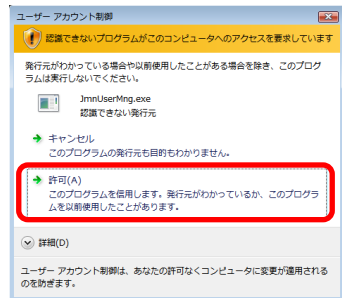 ユーザー アカウント制御
認識できないプログラムがこのコンピュータへのアクセスを要求しています
発行元がわかっている場合や以前使用したことがある場合を除き、このプログ
ラムは実行しないでください。
JmnUserMng.exe
認識できない発行元
キャンセル
このプログラムの発行元も目的もわかりません。
許可(A)
このプログラムを信用します。発行元がわかっているか、このプログラ
ムを以前使用したことがあります。
詳細(D)
ユーザー アカウント制御は、あなたの許可なくコンピュータに変更が適用される
のを防ぎます。